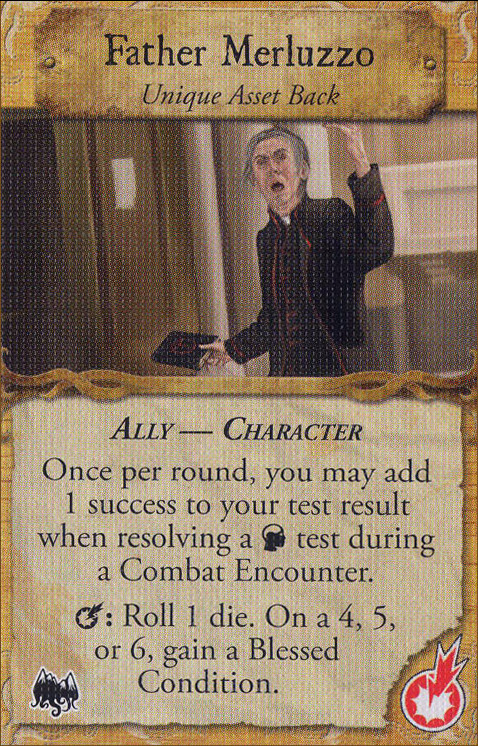 Father Merluzzo
Unique Asset Back
ALLY — CHARACTER
Once per round, you may add
1 success to your test result
when resolving a test during
a Combat Encounter.
: Roll 1 die. On a 4, 5,
or 6, gain a Blessed
Condition.